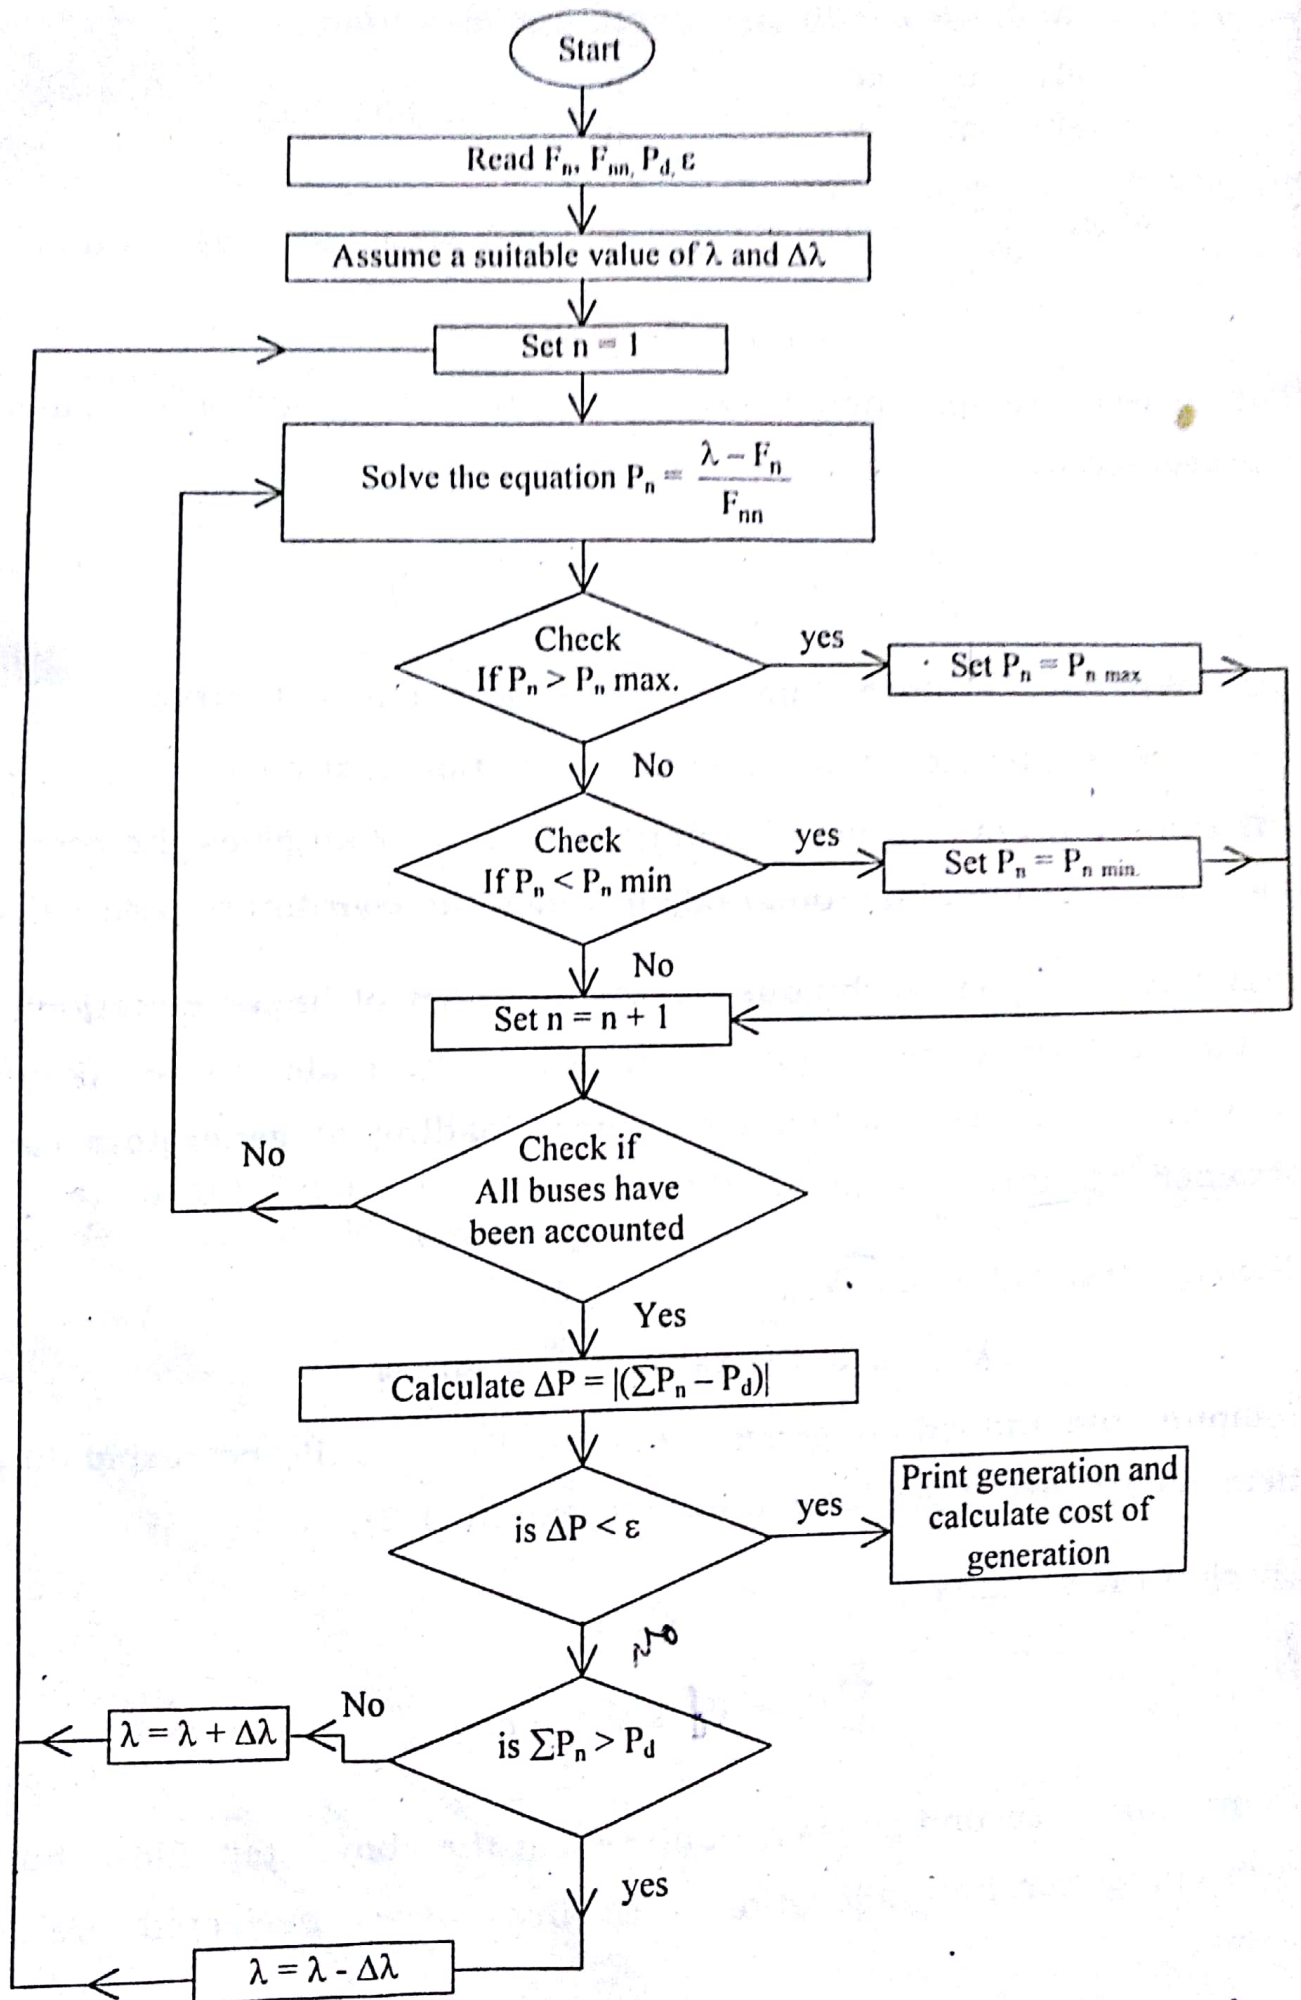 Start
Read Fn, Fnn, Pd, ε
Assume a suitable value of λ and Δλ
Set n = 1
Solve the equation Pn = λ – Fn / Fnn
Check
If Pn > Pn max.
yes
Set Pn = Pn max
No
Check
If Pn < Pn min
yes
Set Pn = Pn min.
No
Set n = n + 1
Check if
All buses have
been accounted
No
Yes
Calculate ΔP = |(∑Pn – Pd)|
is ΔP < ε
yes
Print generation and
calculate cost of
generation
No
is ∑Pn > Pd
No
λ = λ + Δλ
yes
λ = λ - Δλ